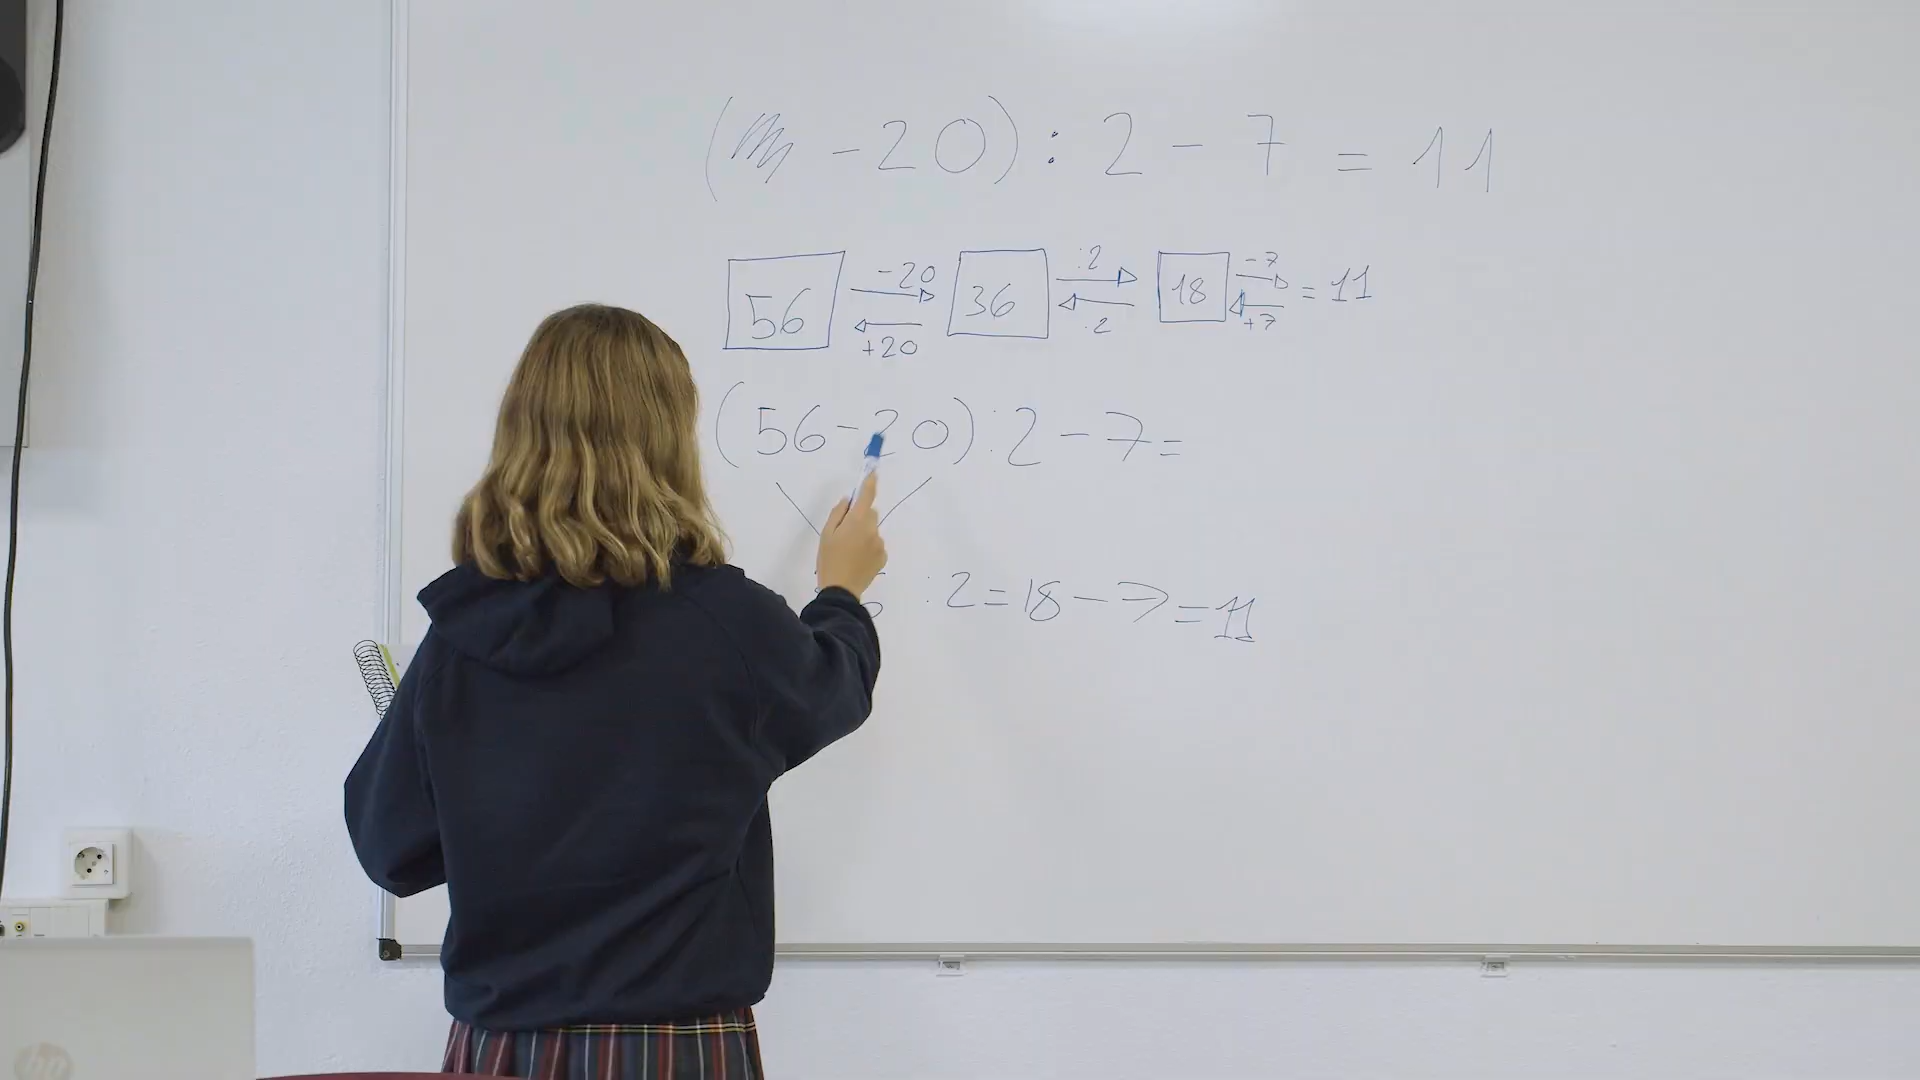 ( -20) : 2 - 7 = 11
-20 :2 -7
56 36 18 = 11
+20 ·2 +7
(56-20) : 2 - 7 =
:2 = 18 - 7 = 11
hp